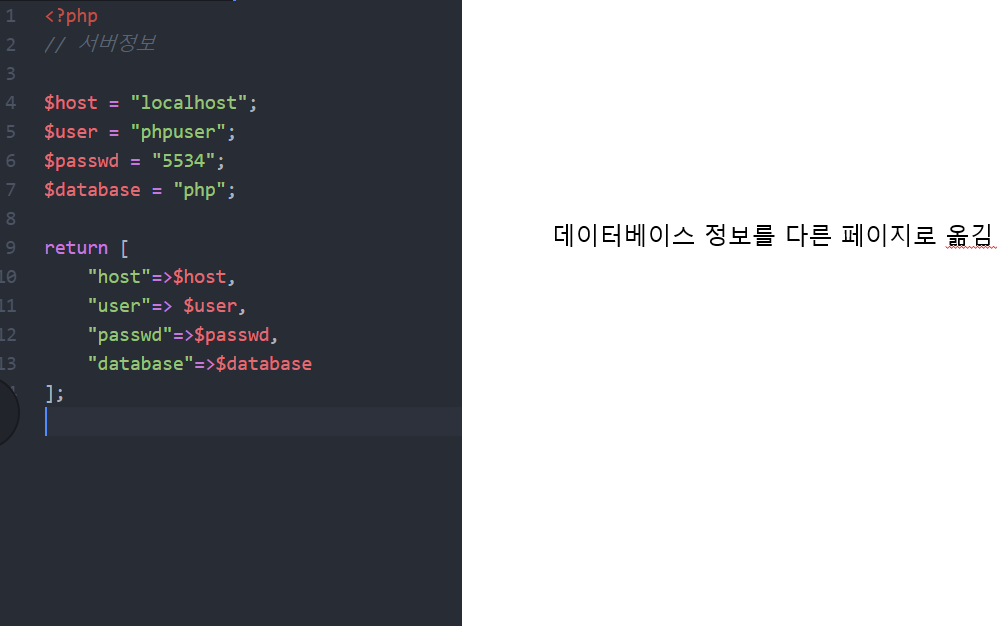 1 <?php
2 // 서버정보
3
4 $host = "localhost";
5 $user = "phpuser";
6 $passwd = "5534";
7 $database = "php";
8
9 return [
10 "host"=>$host,
11 "user"=> $user,
12 "passwd"=>$passwd,
13 "database"=>$database
];
데이터베이스 정보를 다른 페이지로 옮김